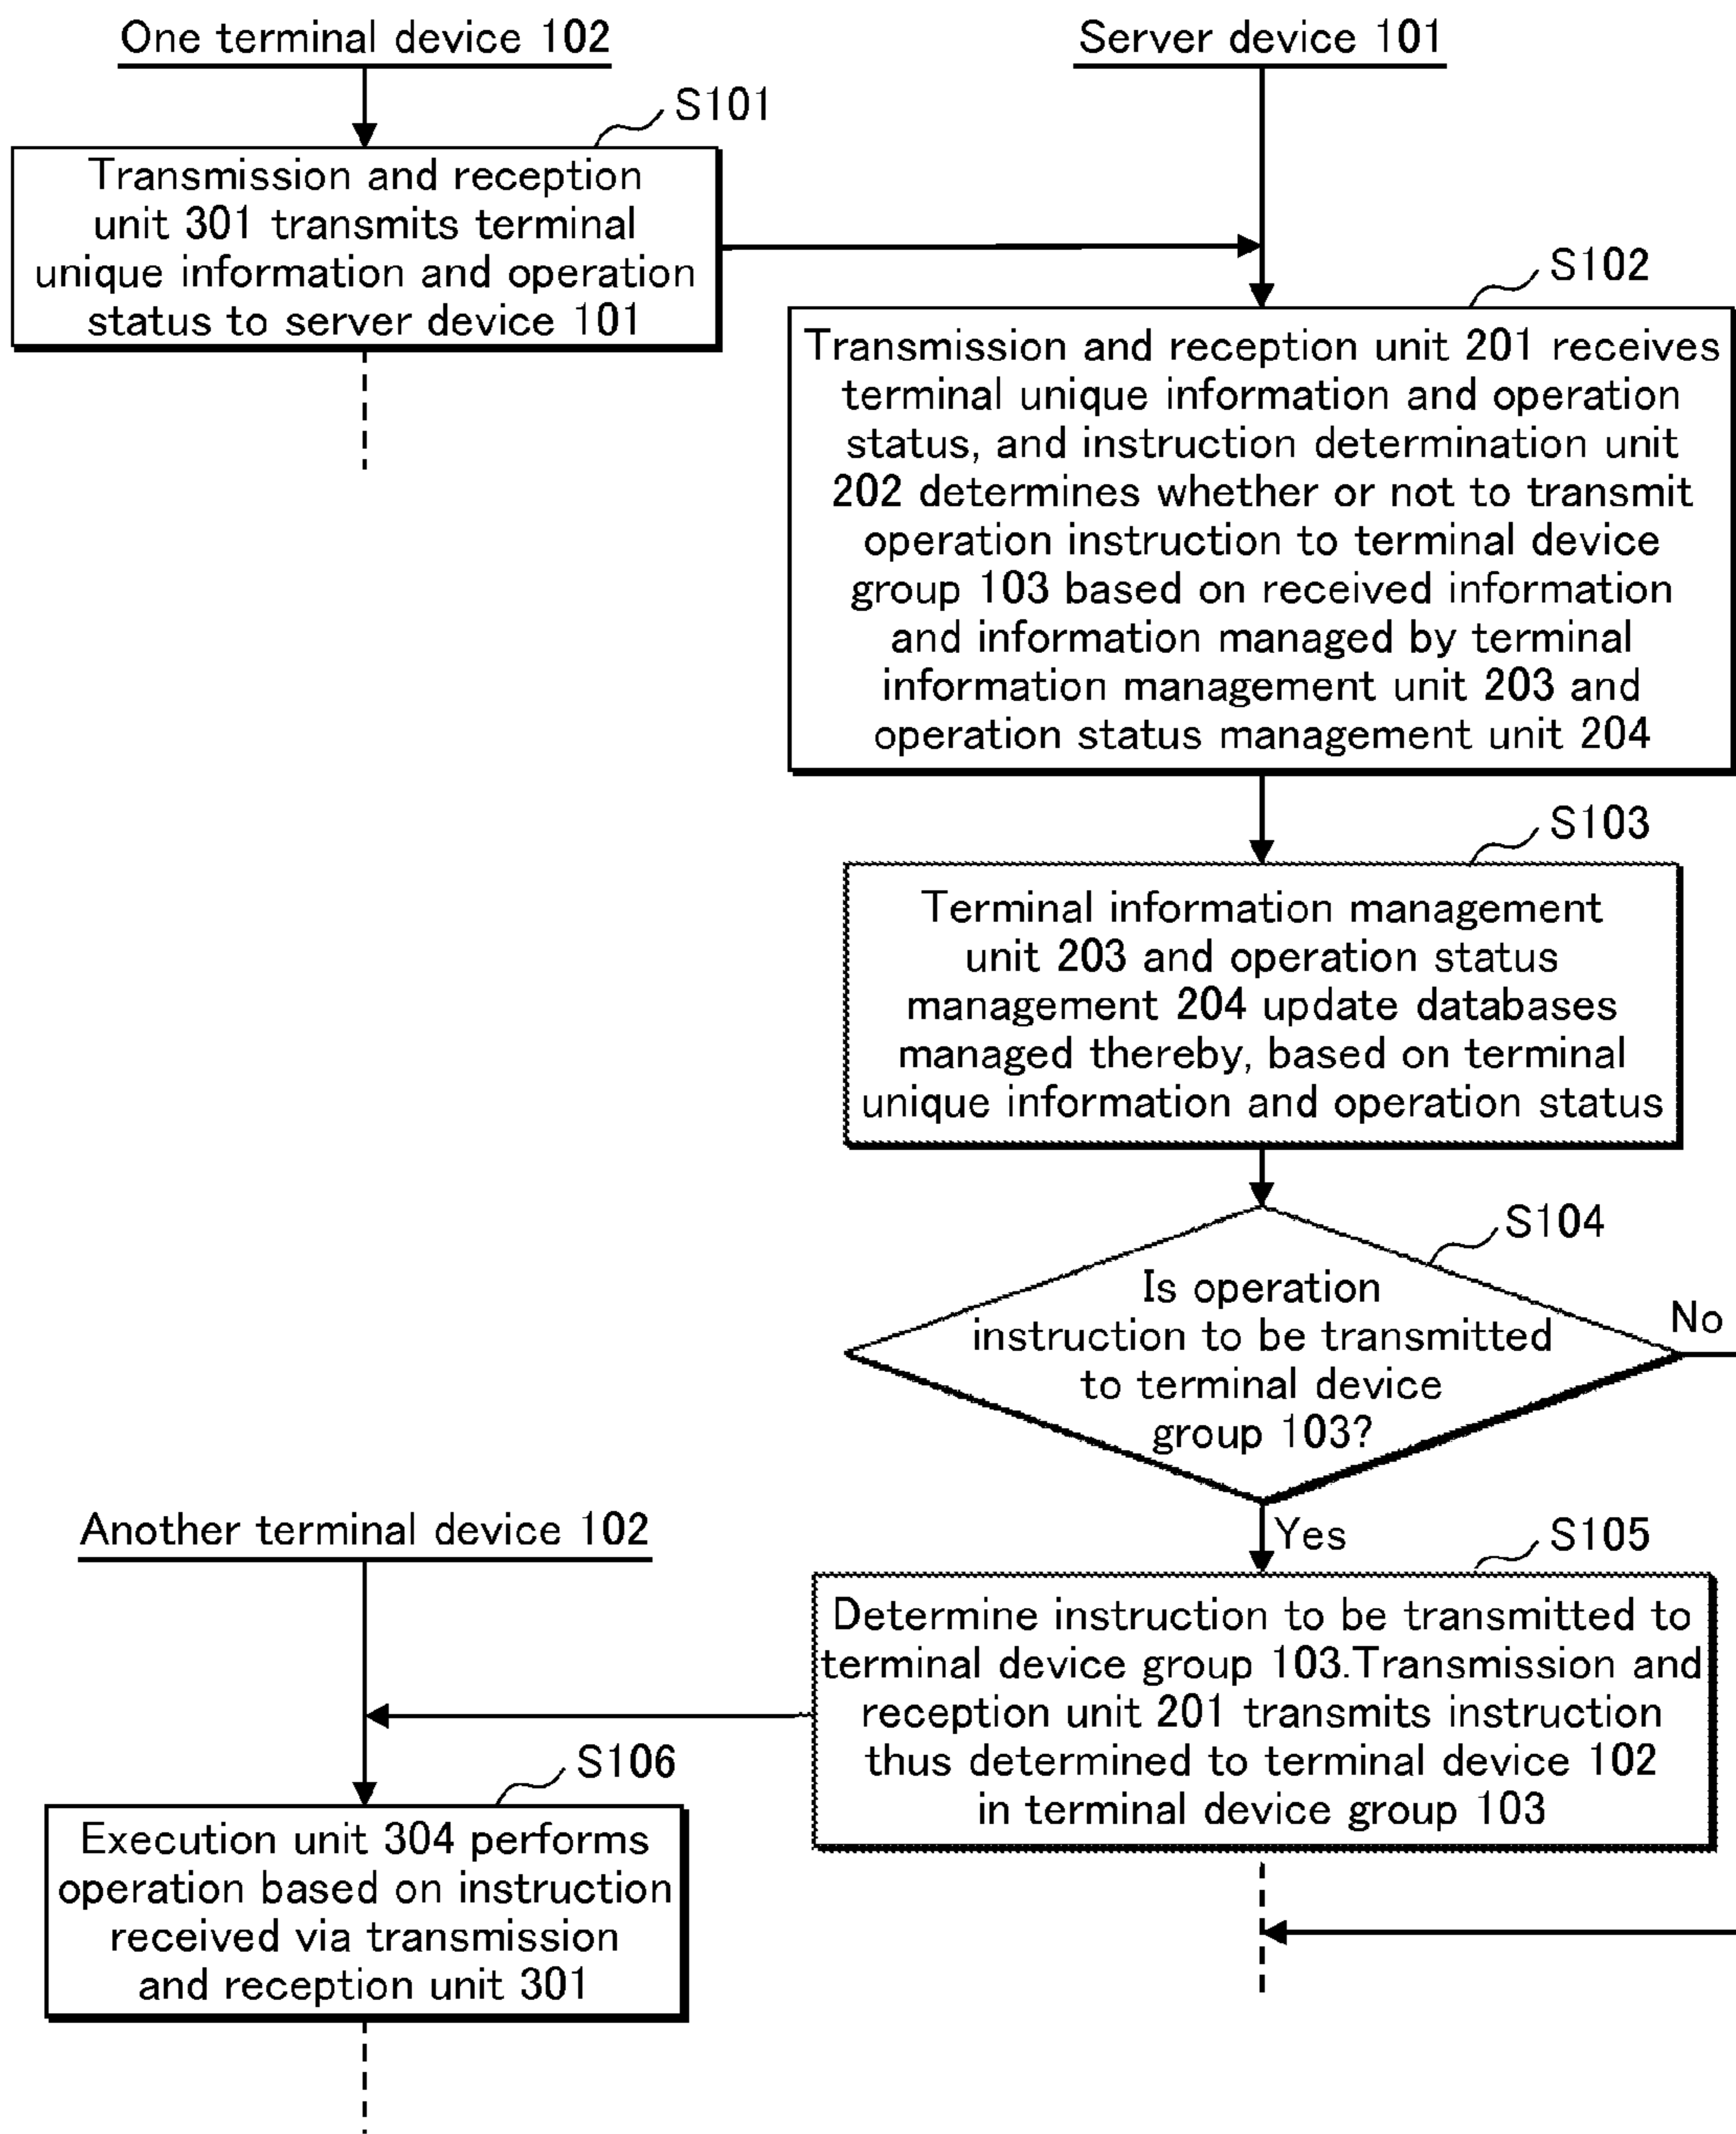 One terminal device 102
Server device 101
S101
Transmission and reception
unit 301 transmits terminal
unique information and operation
status to server device 101
S102
Transmission and reception unit 201 receives
terminal unique information and operation
status, and instruction determination unit
202 determines whether or not to transmit
operation instruction to terminal device
group 103 based on received information
and information managed by terminal
information management unit 203 and
operation status management unit 204
S103
Terminal information management
unit 203 and operation status
management 204 update databases
managed thereby, based on terminal
unique information and operation status
S104
Is operation
instruction to be transmitted
to terminal device
group 103?
No
Yes
Another terminal device 102
S105
Determine instruction to be transmitted to
terminal device group 103.Transmission and
reception unit 201 transmits instruction
thus determined to terminal device 102
in terminal device group 103
S106
Execution unit 304 performs
operation based on instruction
received via transmission
and reception unit 301